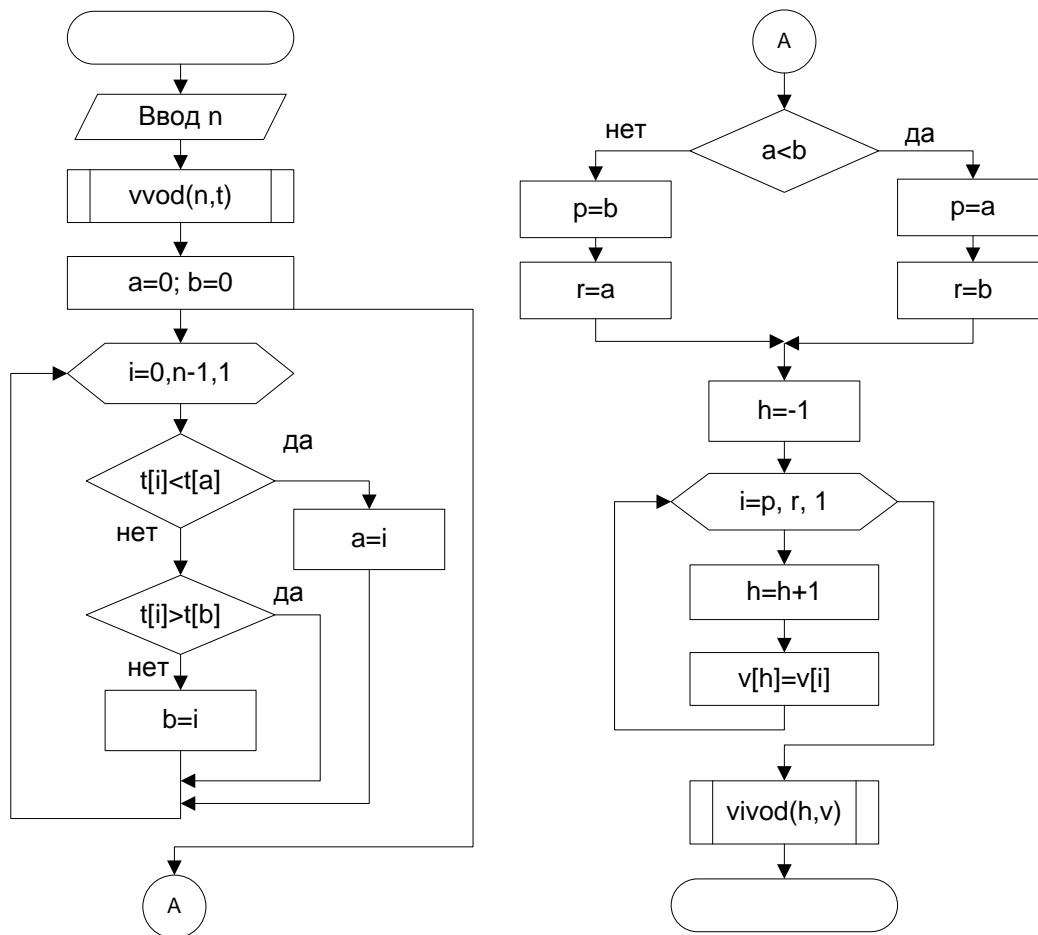 Ввод n
vvod(n,t)
a=0; b=0
i=0,n-1,1
да
t[i]<t[a]
нет
a=i
да
t[i]>t[b]
нет
b=i
A
A
нет
да
a<b
p=b
p=a
r=a
r=b
h=-1
i=p, r, 1
h=h+1
v[h]=v[i]
vivod(h,v)